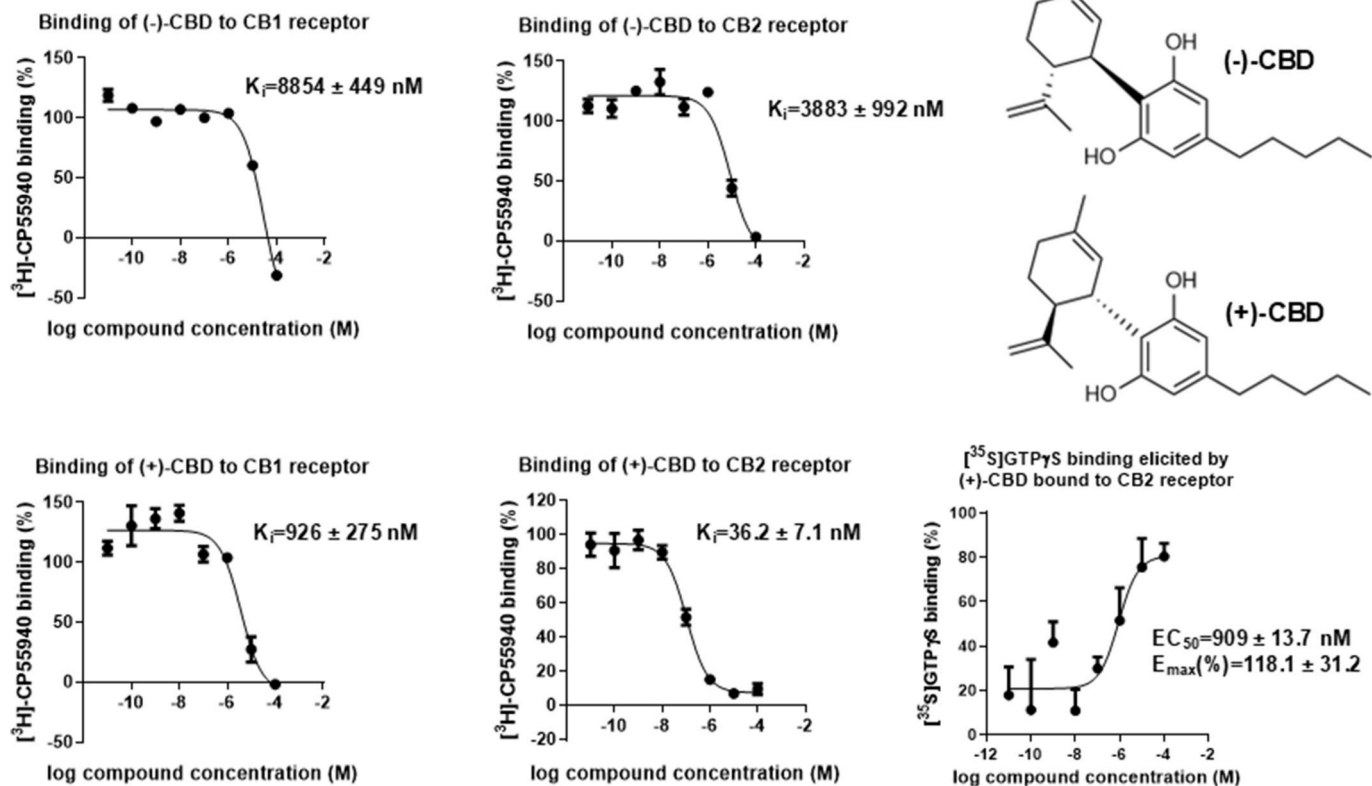 Binding of (-)-CBD to CB1 receptor
[³H]-CP55940 binding (%)
150
100
50
0
-50
-10
-8
-6
-4
-2
Kᵢ=8854 ± 449 nM
log compound concentration (M)
Binding of (-)-CBD to CB2 receptor
[³H]-CP55940 binding (%)
150
100
50
0
-50
-10
-8
-6
-4
-2
Kᵢ=3883 ± 992 nM
log compound concentration (M)
OH
(-)-CBD
HO
OH
(+)-CBD
HO
Binding of (+)-CBD to CB1 receptor
[³H]-CP55940 binding (%)
150
100
50
0
-50
-10
-8
-6
-4
-2
Kᵢ=926 ± 275 nM
log compound concentration (M)
Binding of (+)-CBD to CB2 receptor
[³H]-CP55940 binding (%)
120
100
80
60
40
20
0
-20
-10
-8
-6
-4
-2
Kᵢ=36.2 ± 7.1 nM
log compound concentration (M)
[³⁵S]GTPγS binding elicited by
(+)-CBD bound to CB2 receptor
[³⁵S]GTPγS binding (%)
100
80
60
40
20
0
-12
-10
-8
-6
-4
-2
EC₅₀=909 ± 13.7 nM
Eₘₐₓ(%)=118.1 ± 31.2
log compound concentration (M)